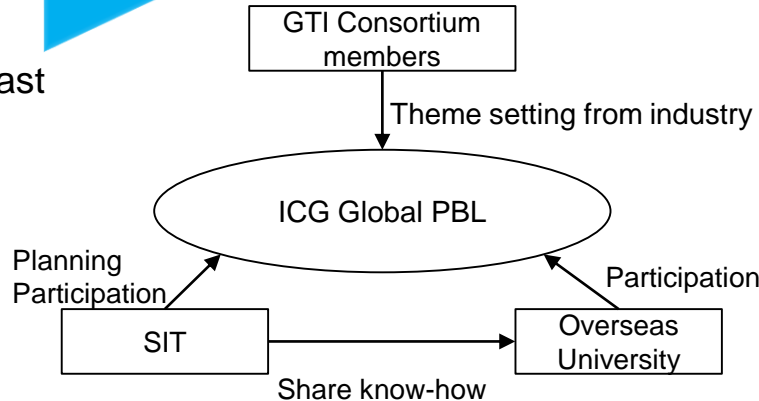 GTI Consortium
members
ast
Theme setting from industry
ICG Global PBL
Planning
Participation
Participation
SIT
Overseas
University
Share know-how